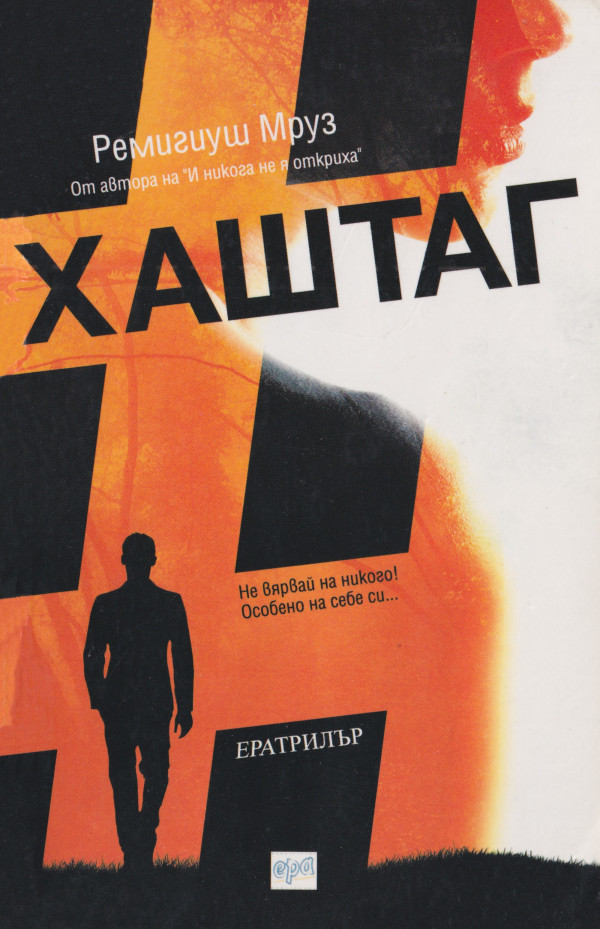 Ремигиуш Мруз
От автора на "И никога не я откриха"
ХАШТАГ
Не вярвай на никого!
Особено на себе си...
ЕРАТРИЛЪР
ера